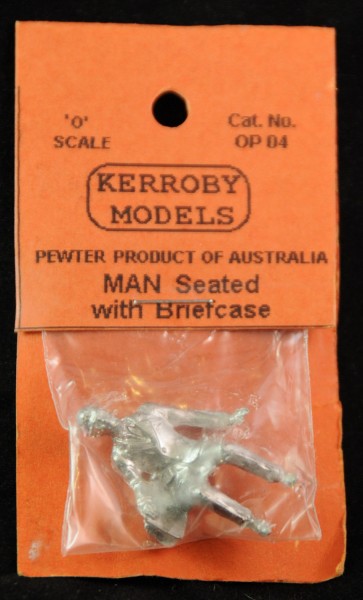 'O'
SCALE
Cat. No.
OP 04
KERROBY
MODELS
PEWTER PRODUCT OF AUSTRALIA
MAN Seated
with Briefcase